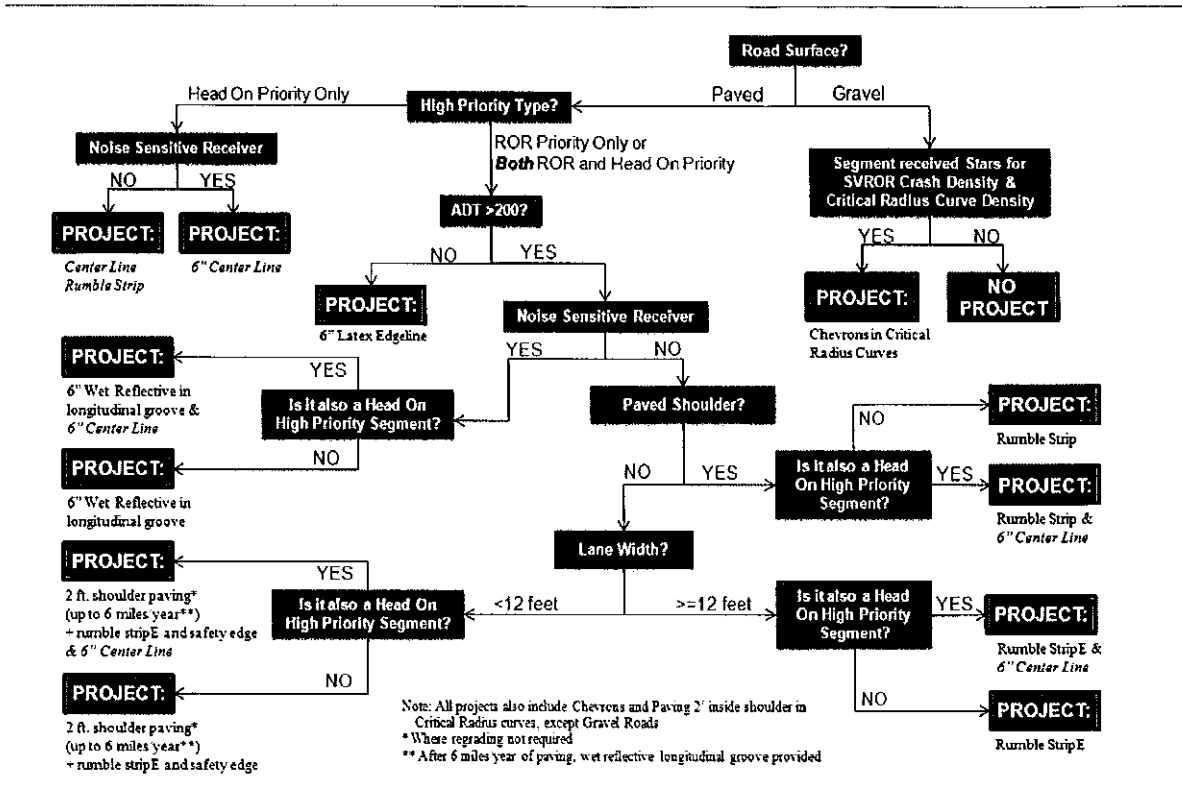 Road Surface?
Head On Priority Only
High Priority Type?
Paved
Gravel
Noise Sensitive Receiver
ROR Priority Only or
Both ROR and Head On Priority
Segment received Stars for
SVROR Crash Density &
Critical Radius Curve Density
NO
YES
ADT >200?
YES
NO
PROJECT:
Center Line
Rumble Strip
PROJECT:
6" Center Line
NO
YES
PROJECT:
Chevrons in Critical
Radius Curves
NO
PROJECT
PROJECT:
6" Latex Edgeline
Noise Sensitive Receiver
YES
NO
PROJECT:
6" Wet Reflective in
longitudinal groove &
6" Center Line
YES
Is it also a Head On
High Priority Segment?
NO
PROJECT:
6" Wet Reflective in
longitudinal groove
Paved Shoulder?
NO
YES
Is it also a Head
On High Priority
Segment?
NO
PROJECT:
Rumble Strip
YES
PROJECT:
Rumble Strip &
6" Center Line
Lane Width?
<12 feet
>=12 feet
PROJECT:
2 ft. shoulder paving*
(up to 6 miles/year**)
+ rumble stripE and safety edge
& 6" Center Line
YES
Is it also a Head On
High Priority Segment?
NO
PROJECT:
2 ft. shoulder paving*
(up to 6 miles/year**)
+ rumble stripE and safety edge
Is it also a Head
On High Priority
Segment?
YES
PROJECT:
Rumble StripE &
6" Center Line
NO
PROJECT:
Rumble StripE
Note: All projects also include Chevrons and Paving 2' inside shoulder in
Critical Radius curves, except Gravel Roads
* Where regrading not required
** After 6 miles/year of paving, wet reflective longitudinal groove provided